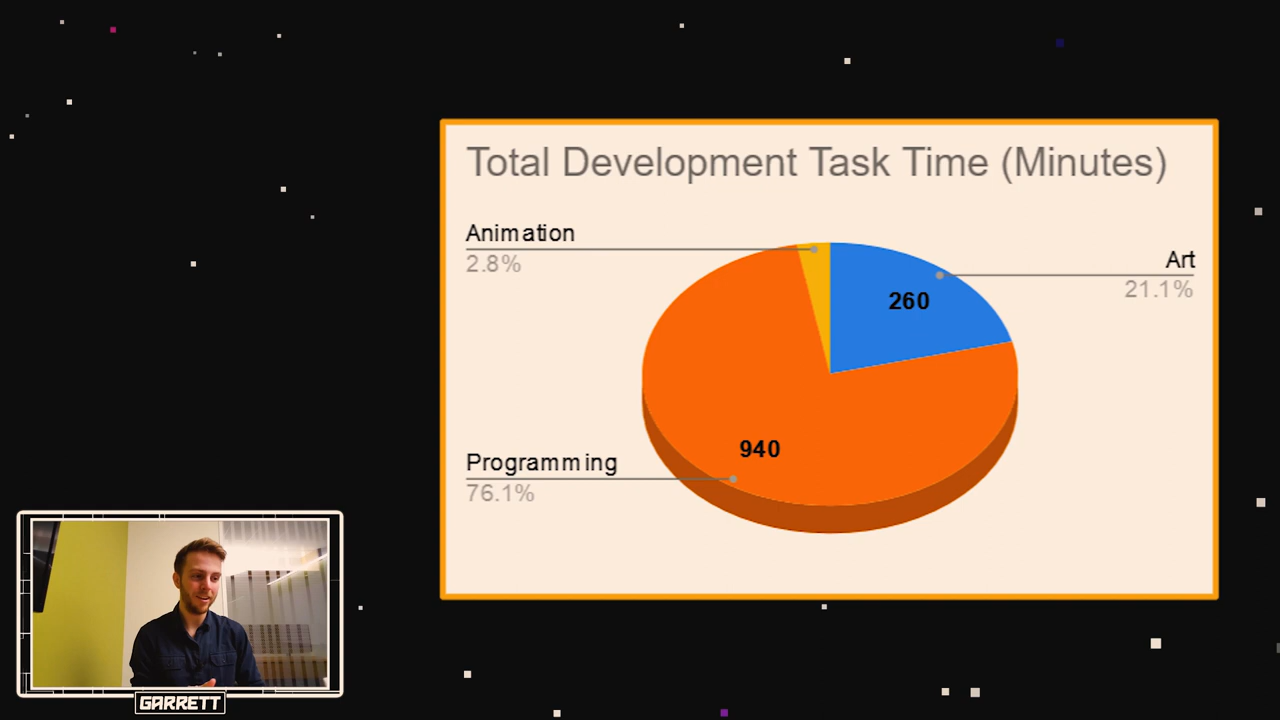 Total Development Task Time (Minutes)
Animation
2.8%
Art
21.1%
260
940
Programming
76.1%
GARRETT